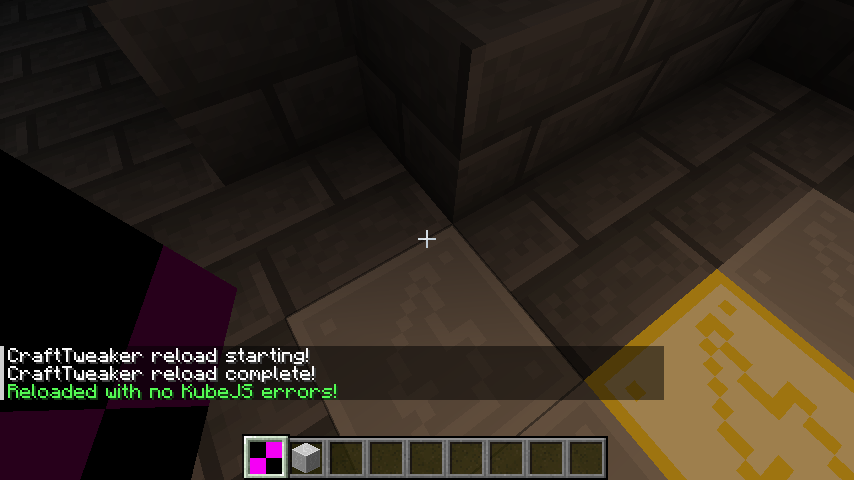 CraftTweaker reload starting!
CraftTweaker reload complete!
Reloaded with no KubeJS errors!